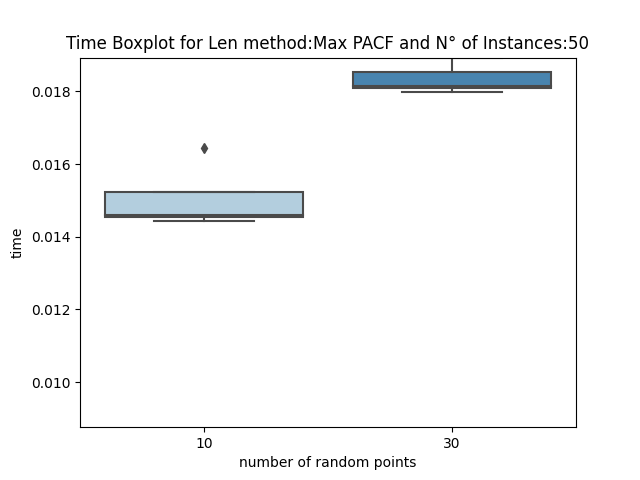 Time Boxplot for Len method:Max PACF and N° of Instances:50
0.018
0.016
0.014
0.012
0.010
time
10
30
number of random points